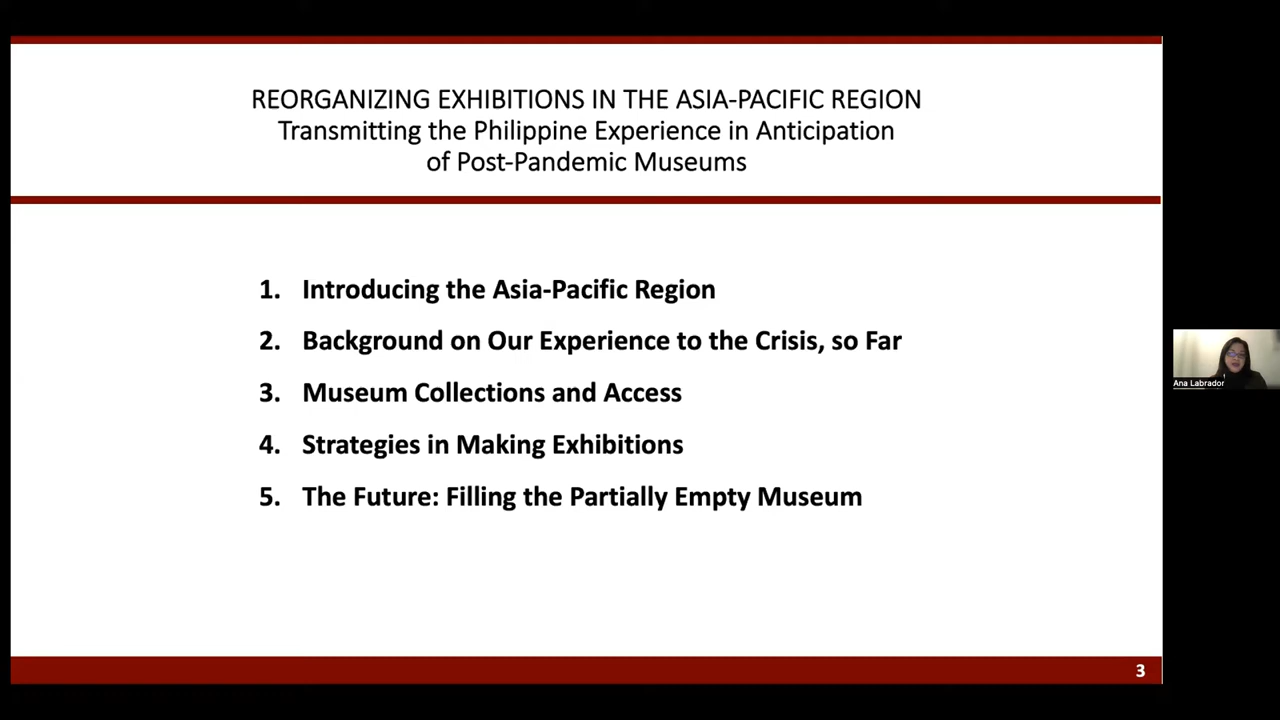 REORGANIZING EXHIBITIONS IN THE ASIA-PACIFIC REGION
Transmitting the Philippine Experience in Anticipation
of Post-Pandemic Museums
1. Introducing the Asia-Pacific Region
2. Background on Our Experience to the Crisis, so Far
3. Museum Collections and Access
4. Strategies in Making Exhibitions
5. The Future: Filling the Partially Empty Museum
Ana Labrador
3